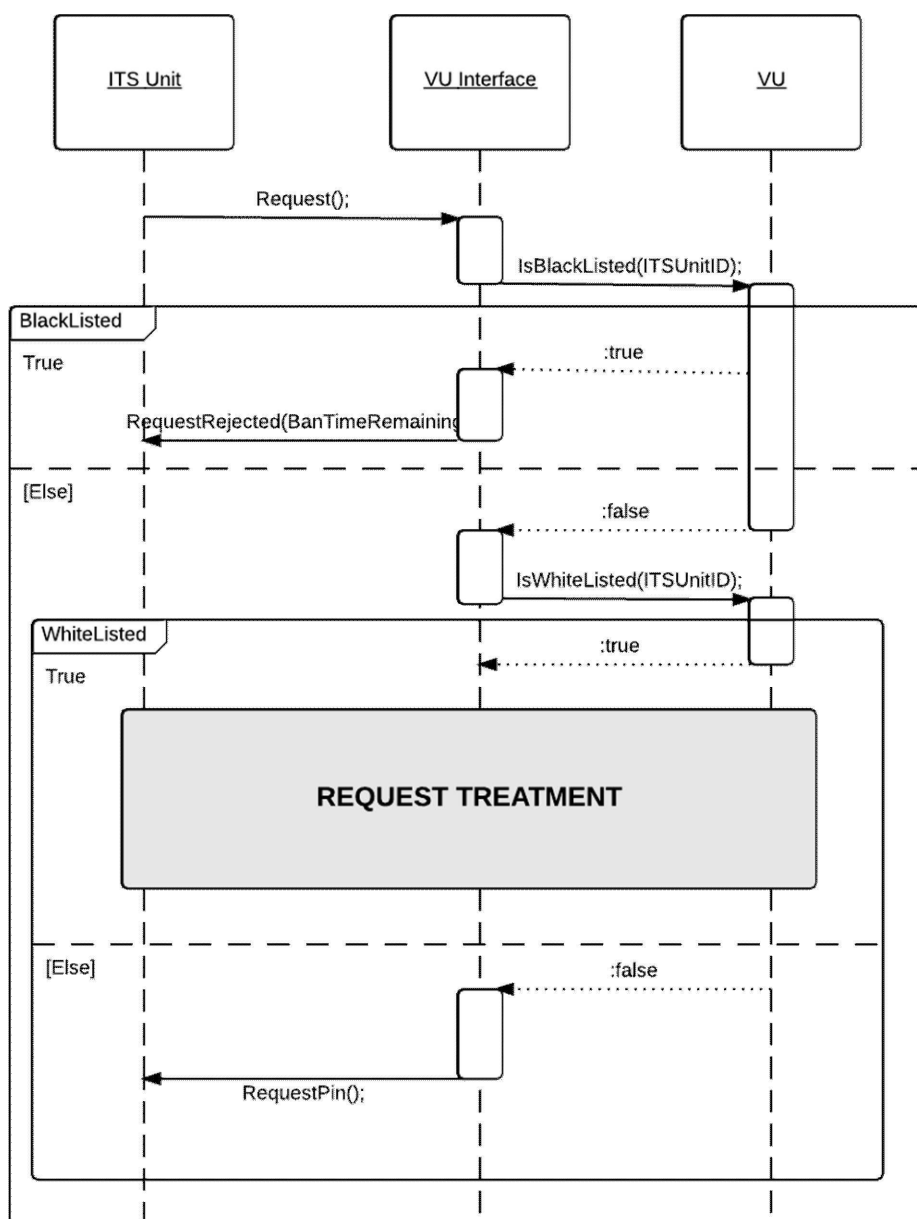 ITS Unit
VU Interface
VU
Request();
IsBlackListed(ITSUnitID);
BlackListed
True
:true
RequestRejected(BanTimeRemaining
[Else]
:false
IsWhiteListed(ITSUnitID);
WhiteListed
:true
True
REQUEST TREATMENT
[Else]
:false
RequestPin();